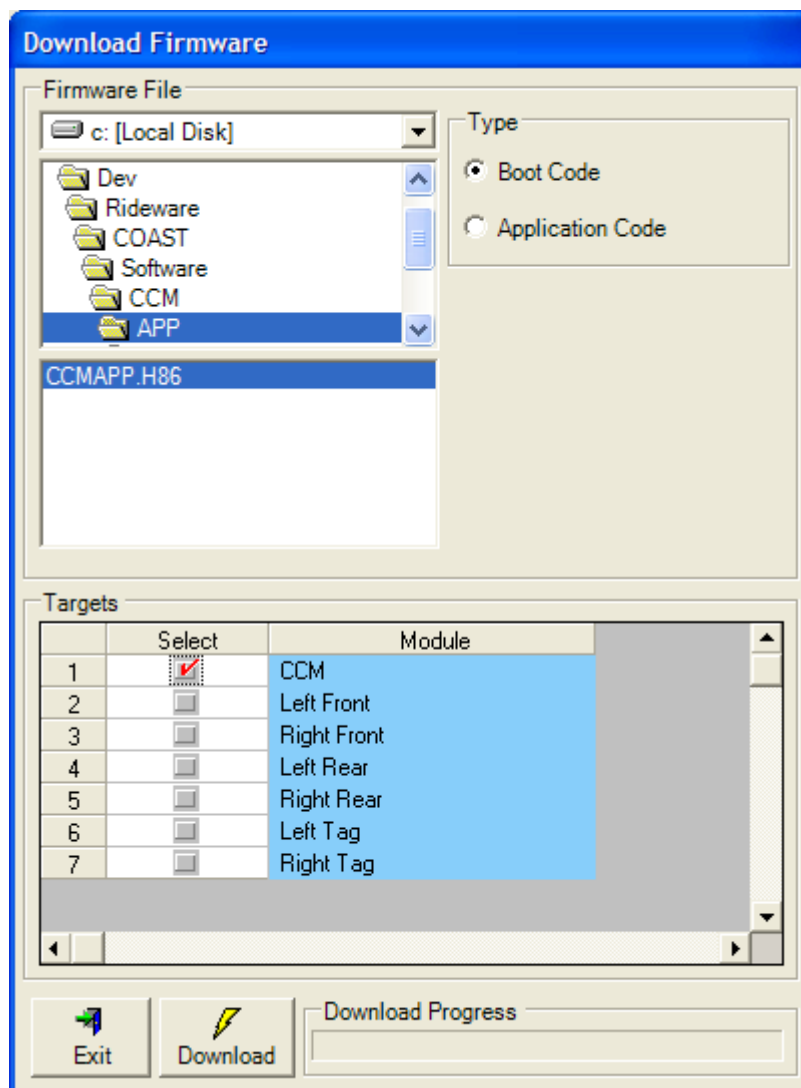 Download Firmware
Firmware File
c: [Local Disk]
Type
Dev
Boot Code
Rideware
COAST
Application Code
Software
CCM
APP
CCMAPP.H86
Targets
Select Module
1 CCM
2 Left Front
3 Right Front
4 Left Rear
5 Right Rear
6 Left Tag
7 Right Tag
Download Progress
Exit
Download